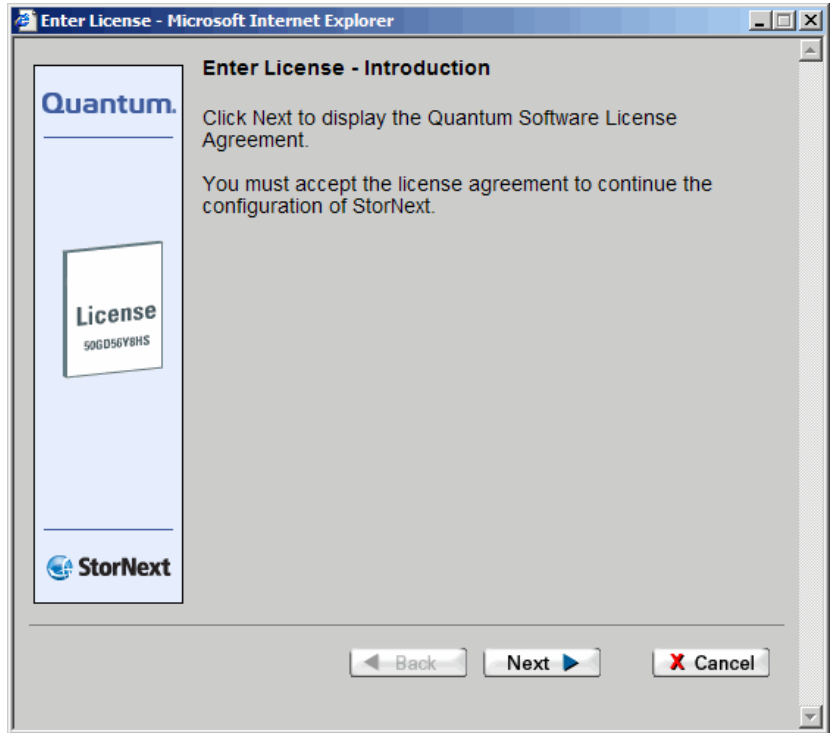 Enter License - Microsoft Internet Explorer
Enter License - Introduction
Quantum.
Click Next to display the Quantum Software License
Agreement.
You must accept the license agreement to continue the
configuration of StorNext.
License
50GD56Y8HS
StorNext
Back
Next
X Cancel